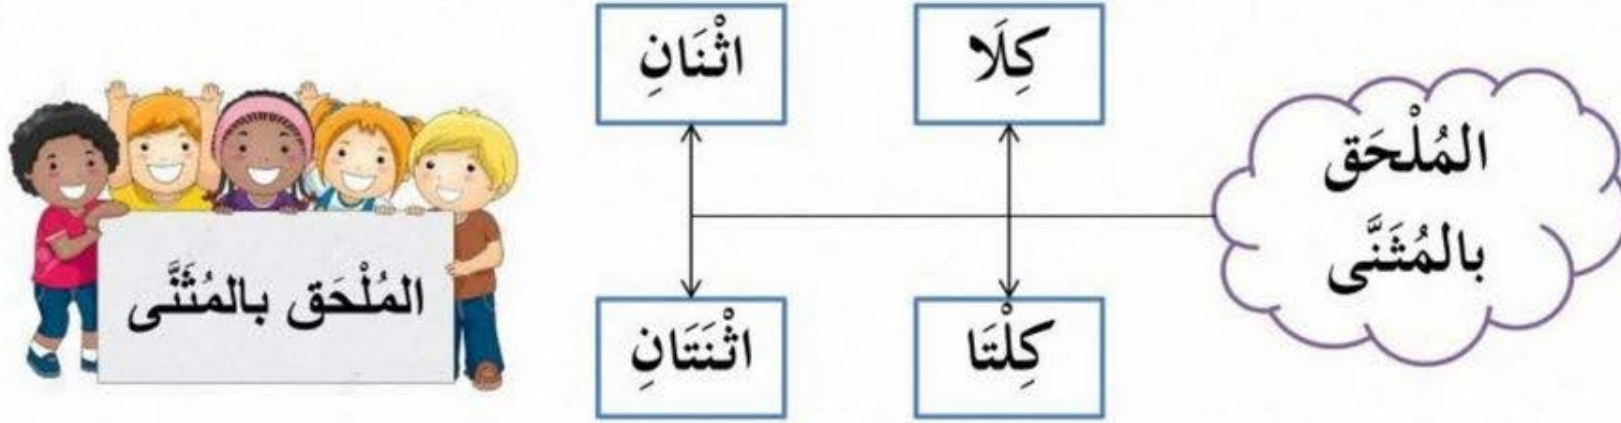 المُلْحَق
بالمُثَنَّى
كِلَا
اثْنَانِ
كِلْتَا
اثْنَتَانِ
المُلْحَق بالمُثَنَّى